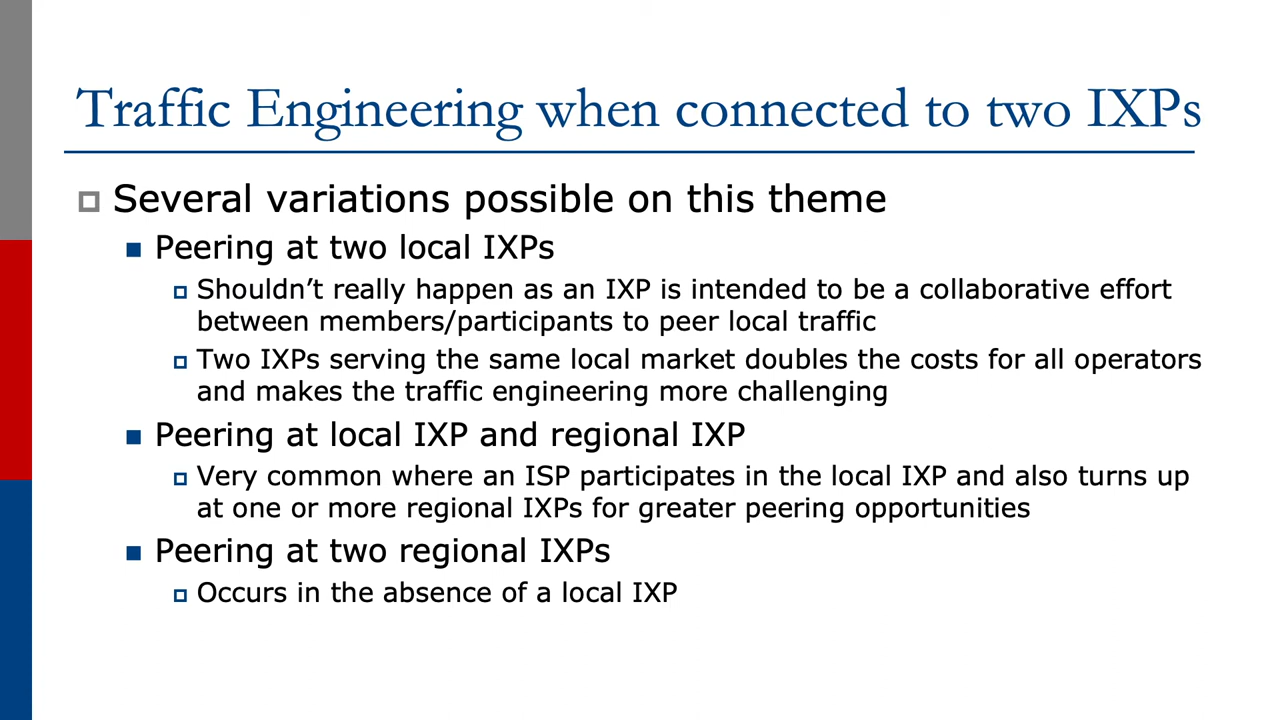 Traffic Engineering when connected to two IXPs
Several variations possible on this theme
Peering at two local IXPs
Shouldn’t really happen as an IXP is intended to be a collaborative effort
between members/participants to peer local traffic
Two IXPs serving the same local market doubles the costs for all operators
and makes the traffic engineering more challenging
Peering at local IXP and regional IXP
Very common where an ISP participates in the local IXP and also turns up
at one or more regional IXPs for greater peering opportunities
Peering at two regional IXPs
Occurs in the absence of a local IXP